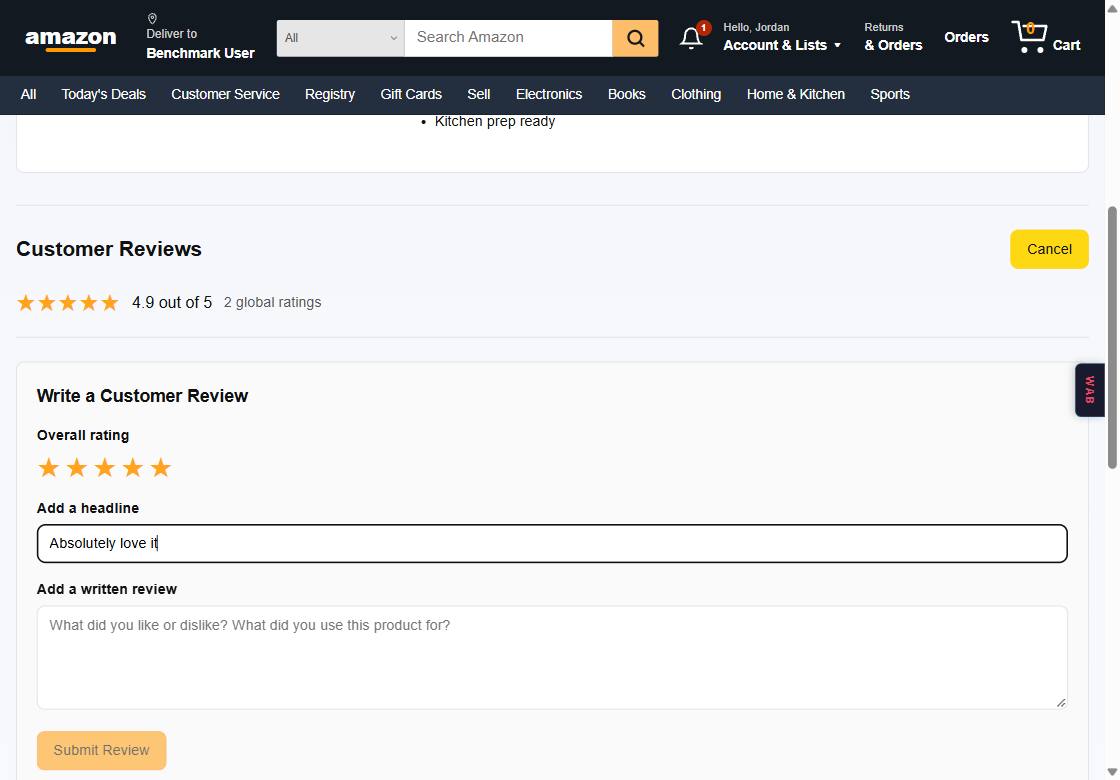 amazon
Deliver to
Benchmark User
All
Search Amazon
1
Hello, Jordan
Account & Lists
Returns
& Orders
Orders
0
Cart
All
Today's Deals
Customer Service
Registry
Gift Cards
Sell
Electronics
Books
Clothing
Home & Kitchen
Sports
• Kitchen prep ready
Customer Reviews
Cancel
4.9 out of 5
2 global ratings
WAB
Write a Customer Review
Overall rating
Add a headline
Absolutely love it
Add a written review
What did you like or dislike? What did you use this product for?
Submit Review